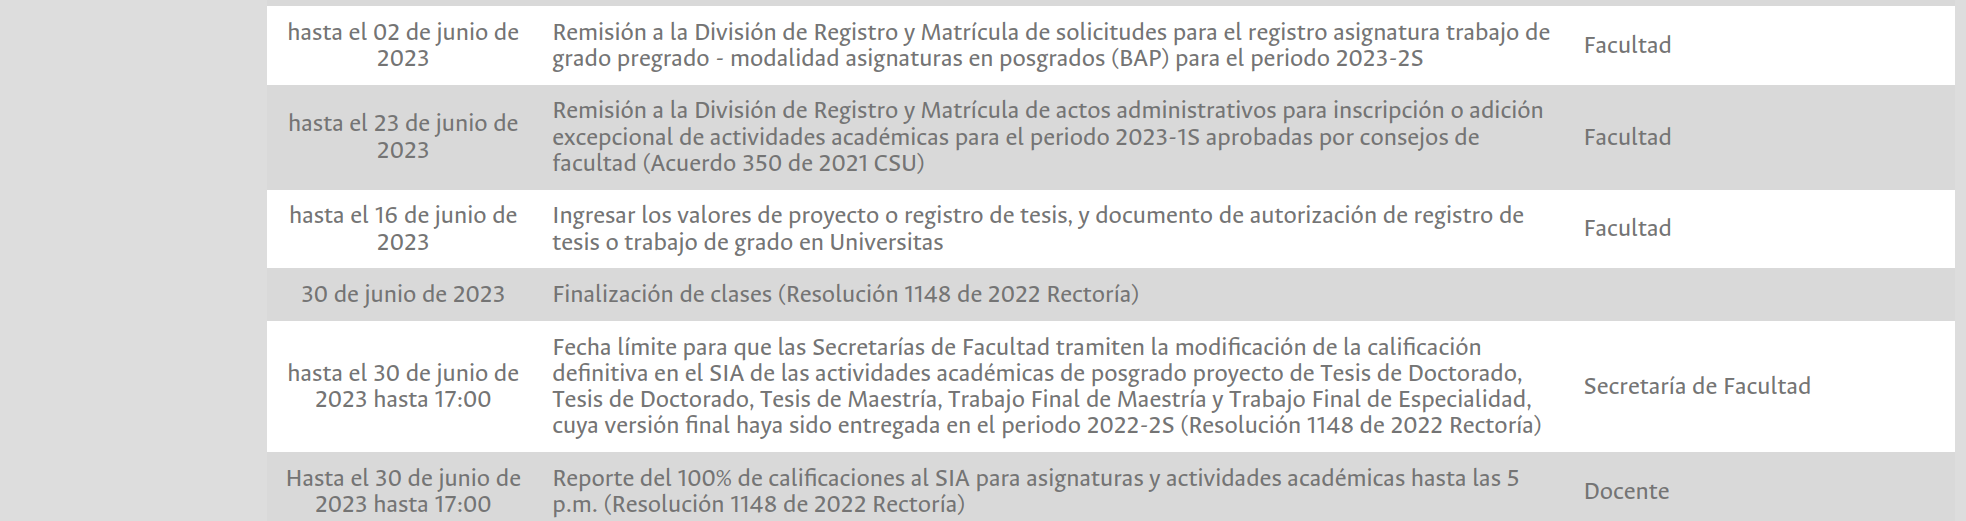 hasta el 02 de junio de
2023
Remisión a la División de Registro y Matrícula de solicitudes para el registro asignatura trabajo de
grado pregrado - modalidad asignaturas en posgrados (BAP) para el periodo 2023-2S
Facultad
hasta el 23 de junio de
2023
Remisión a la División de Registro y Matrícula de actos administrativos para inscripción o adición
excepcional de actividades académicas para el periodo 2023-1S aprobadas por consejos de
facultad (Acuerdo 350 de 2021 CSU)
Facultad
hasta el 16 de junio de
2023
Ingresar los valores de proyecto o registro de tesis, y documento de autorización de registro de
tesis o trabajo de grado en Universitas
Facultad
30 de junio de 2023
Finalización de clases (Resolución 1148 de 2022 Rectoría)
hasta el 30 de junio de
2023 hasta 17:00
Fecha límite para que las Secretarías de Facultad tramiten la modificación de la calificación
definitiva en el SIA de las actividades académicas de posgrado proyecto de Tesis de Doctorado,
Tesis de Doctorado, Tesis de Maestría, Trabajo Final de Maestría y Trabajo Final de Especialidad,
cuya versión final haya sido entregada en el periodo 2022-2S (Resolución 1148 de 2022 Rectoría)
Secretaría de Facultad
Hasta el 30 de junio de
2023 hasta 17:00
Reporte del 100% de calificaciones al SIA para asignaturas y actividades académicas hasta las 5
p.m. (Resolución 1148 de 2022 Rectoría)
Docente